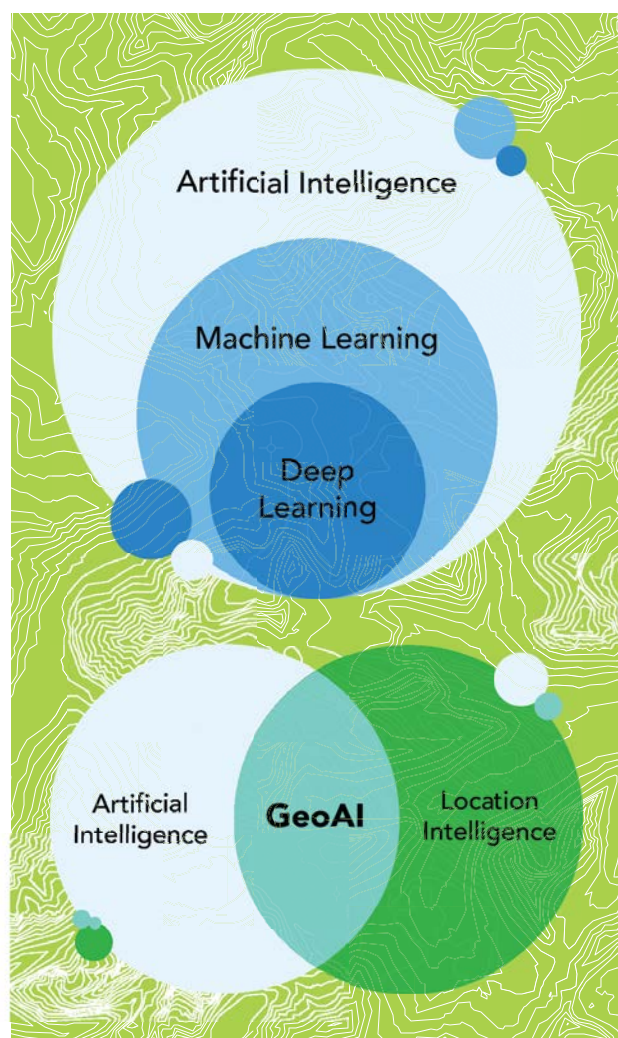 Artificial Intelligence
Machine Learning
Deep
Learning
Artificial
Intelligence
GeoAI
Location
Intelligence